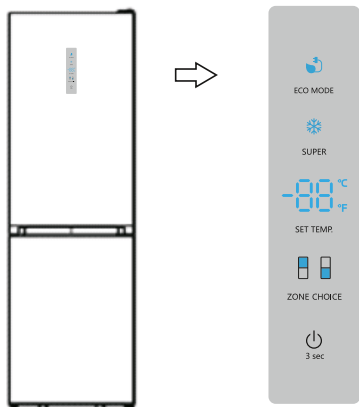 ECO MODE
SUPER
-88 °C
°F
SET TEMP.
ZONE CHOICE
3 sec